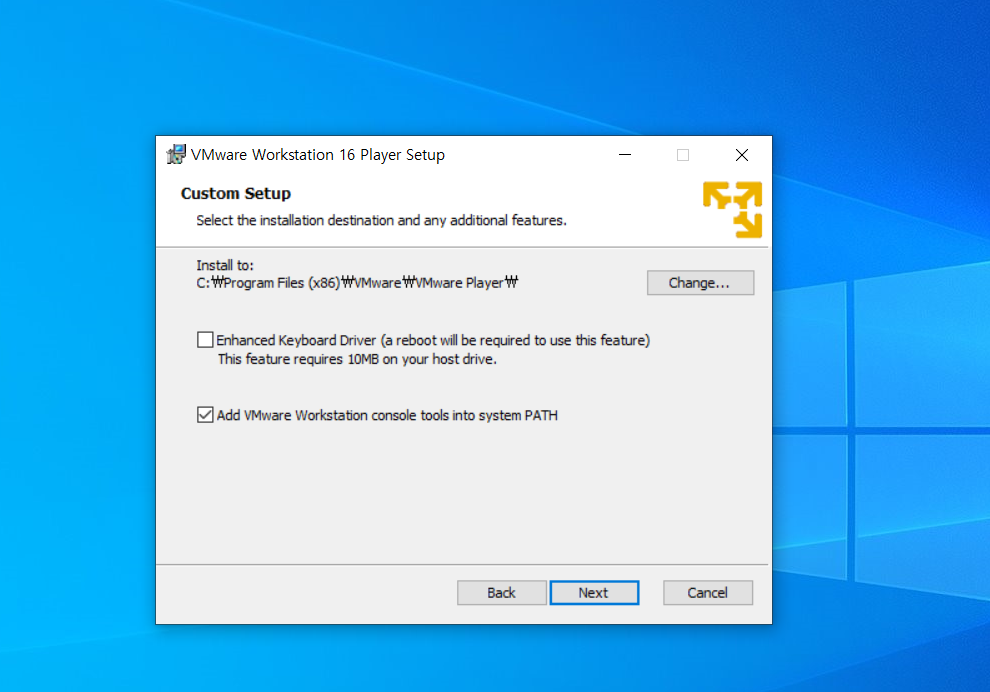 VMware Workstation 16 Player Setup
Custom Setup
Select the installation destination and any additional features.
Install to:
C:₩Program Files (x86)₩VMware₩VMware Player₩
Change...
Enhanced Keyboard Driver (a reboot will be required to use this feature)
This feature requires 10MB on your host drive.
Add VMware Workstation console tools into system PATH
Back
Next
Cancel